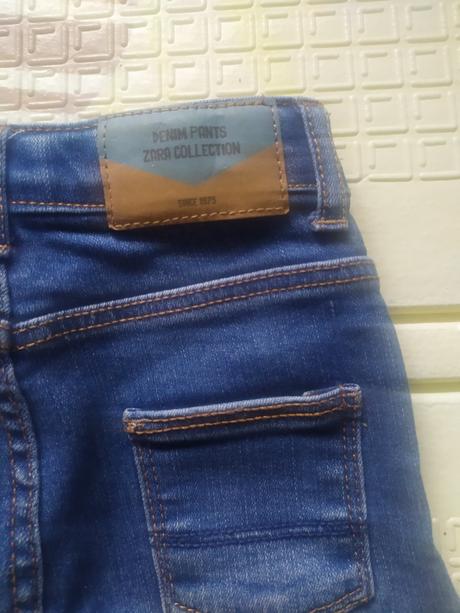 DENIM PANTS
ZARA COLLECTION
SINCE 1975